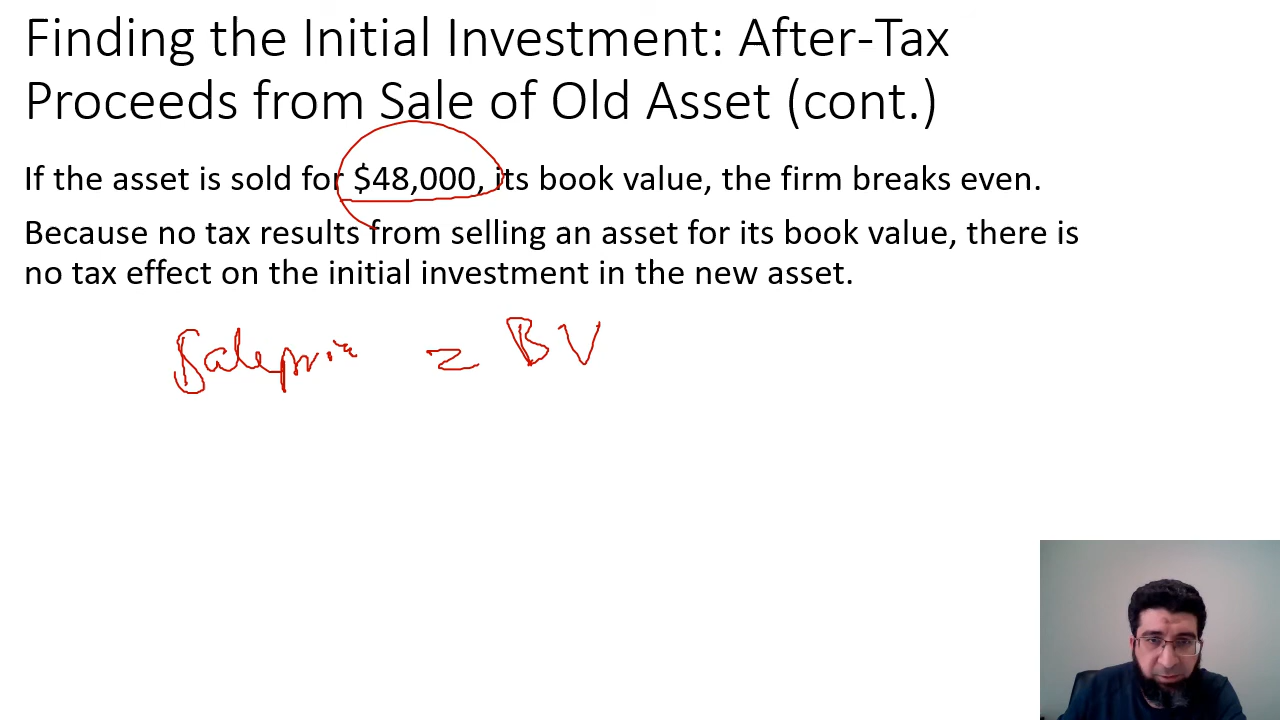 Finding the Initial Investment: After-Tax
Proceeds from Sale of Old Asset (cont.)
If the asset is sold for $48,000, its book value, the firm breaks even.
Because no tax results from selling an asset for its book value, there is
no tax effect on the initial investment in the new asset.
Sale price = BV